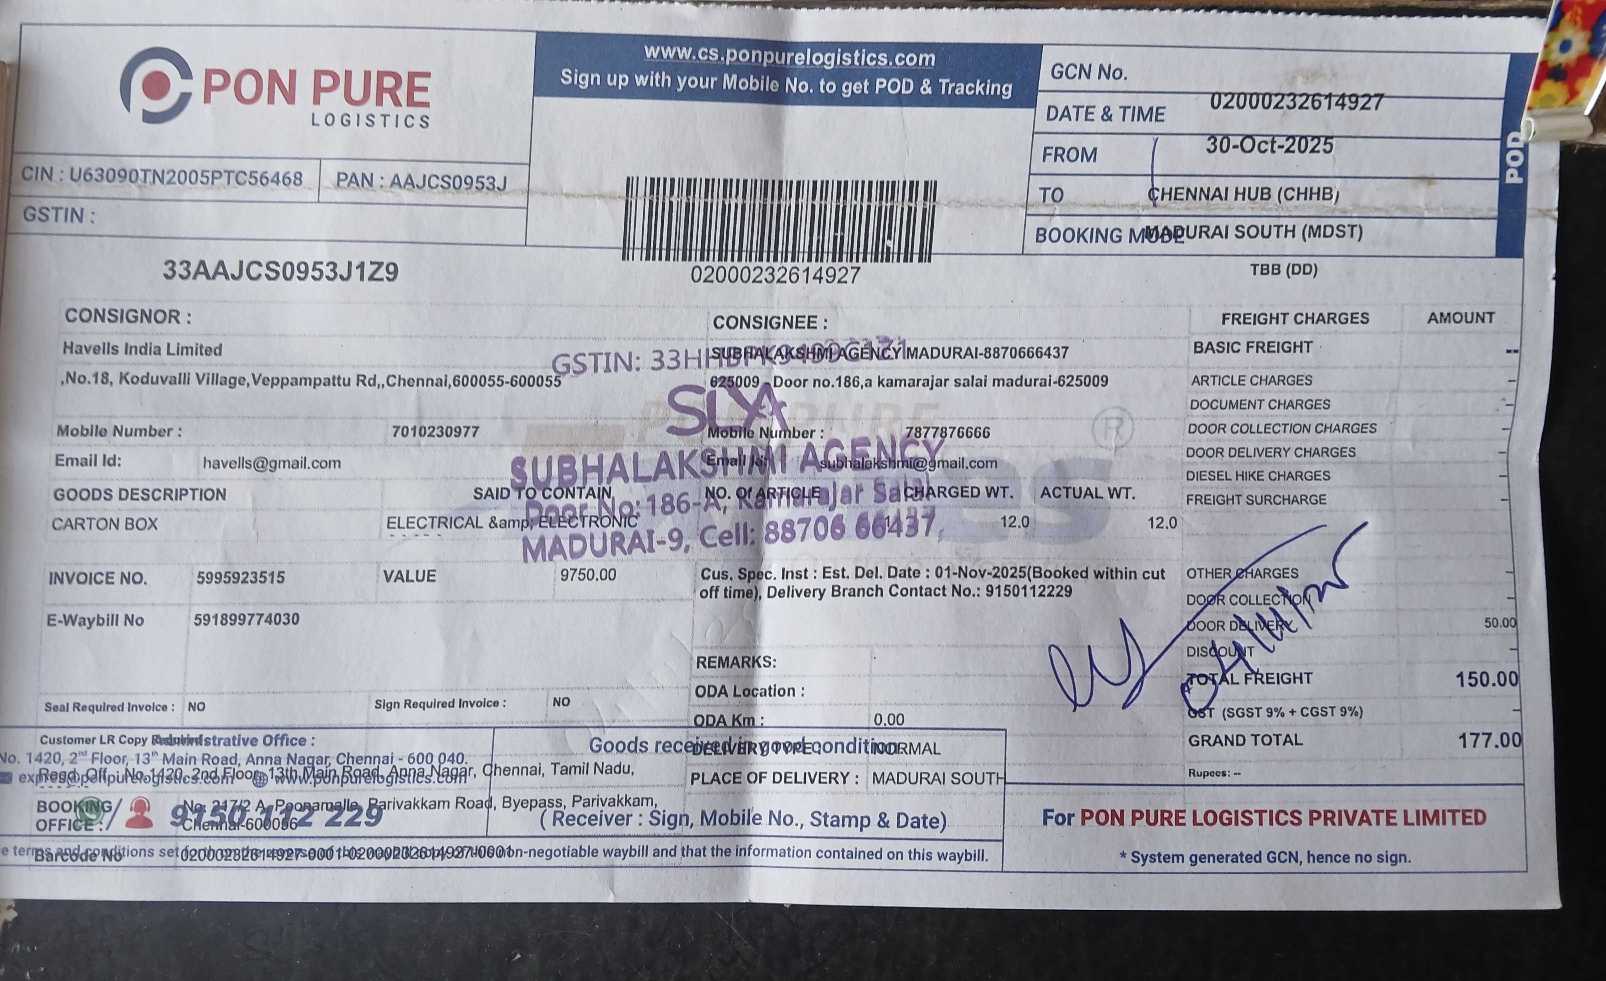 PON PURE
LOGISTICS
www.cs.ponpurelogistics.com
Sign up with your Mobile No. to get POD & Tracking
GCN No.
02000232614927
DATE & TIME
30-Oct-2025
FROM
CHENNAI HUB (CHHB)
TO
MADURAI SOUTH (MDST)
BOOKING MODE
TBB (DD)
POD
CIN : U63090TN2005PTC56468
PAN : AAJCS0953J
GSTIN :
33AAJCS0953J1Z9
02000232614927
CONSIGNOR :
Havells India Limited
,No.18, Koduvalli Village,Veppampattu Rd,,Chennai,600055-600055
Mobile Number : 7010230977
Email Id: havells@gmail.com
CONSIGNEE :
SUBHALAKSHMI AGENCY MADURAI-8870666437
625009 Door no.186,a kamarajar salai madurai-625009
Mobile Number : 7877876666
Email Id: subhalakshmi@gmail.com
GSTIN:
SLA
SUBHALAKSHMI AGENCY
Door No: 186-A, Kamarajar Salai
MADURAI-9, Cell: 88706 66437,
PON PURE
®
GOODS DESCRIPTION SAID TO CONTAIN NO. Of ARTICLE CHARGED WT. ACTUAL WT.
CARTON BOX ELECTRICAL &amp; ELECTRONIC 12.0 12.0
INVOICE NO. 5995923515 VALUE 9750.00
E-Waybill No 591899774030
Cus. Spec. Inst : Est. Del. Date : 01-Nov-2025(Booked within cut
off time), Delivery Branch Contact No.: 9150112229
REMARKS:
ODA Location :
ODA Km : 0.00
Seal Required Invoice : NO Sign Required Invoice : NO
DELIVERY TYPE : NORMAL
PLACE OF DELIVERY : MADURAI SOUTH
FREIGHT CHARGES AMOUNT
BASIC FREIGHT --
ARTICLE CHARGES -
DOCUMENT CHARGES -
DOOR COLLECTION CHARGES -
DOOR DELIVERY CHARGES -
DIESEL HIKE CHARGES -
FREIGHT SURCHARGE -
OTHER CHARGES -
DOOR COLLECTION -
DOOR DELIVERY 50.00
DISCOUNT -
TOTAL FREIGHT 150.00
GST (SGST 9% + CGST 9%) -
GRAND TOTAL 177.00
Rupees: --
Customer LR Copy
Administrative Office :
No. 1420, 2nd Floor, 13th Main Road, Anna Nagar, Chennai - 600 040.
www.ponpurelogistics.com
Regd. Off : No.1420, 2nd Floor, 13th Main Road, Anna Nagar, Chennai, Tamil Nadu,
BOOKING/
OFFICE :
9150 112 229
No: 217/2 A, Poonamalle, Parivakkam Road, Byepass, Parivakkam,
Chennai-600056
Goods received in good condition
( Receiver : Sign, Mobile No., Stamp & Date)
Barcode No
non-negotiable waybill and that the information contained on this waybill.
For PON PURE LOGISTICS PRIVATE LIMITED
* System generated GCN, hence no sign.